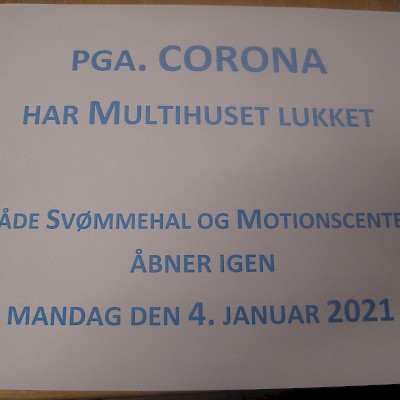 PGA. CORONA
HAR MULTIHUSET LUKKET
ÅDE SVØMMEHAL OG MOTIONSCENTE
ÅBNER IGEN
MANDAG DEN 4. JANUAR 2021